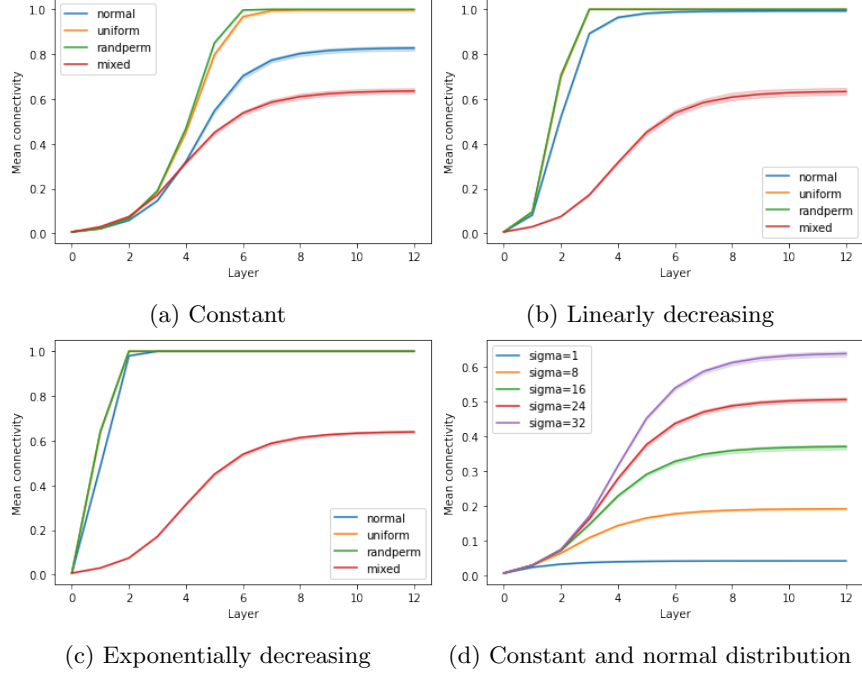 1.0
0.8
0.6
0.4
0.2
0.0
Mean connectivity
normal
uniform
randperm
mixed
0 2 4 6 8 10 12
Layer
(a) Constant
1.0
0.8
0.6
0.4
0.2
0.0
Mean connectivity
normal
uniform
randperm
mixed
0 2 4 6 8 10 12
Layer
(b) Linearly decreasing
1.0
0.8
0.6
0.4
0.2
0.0
Mean connectivity
normal
uniform
randperm
mixed
0 2 4 6 8 10 12
Layer
(c) Exponentially decreasing
0.6
0.5
0.4
0.3
0.2
0.1
0.0
Mean connectivity
sigma=1
sigma=8
sigma=16
sigma=24
sigma=32
0 2 4 6 8 10 12
Layer
(d) Constant and normal distribution